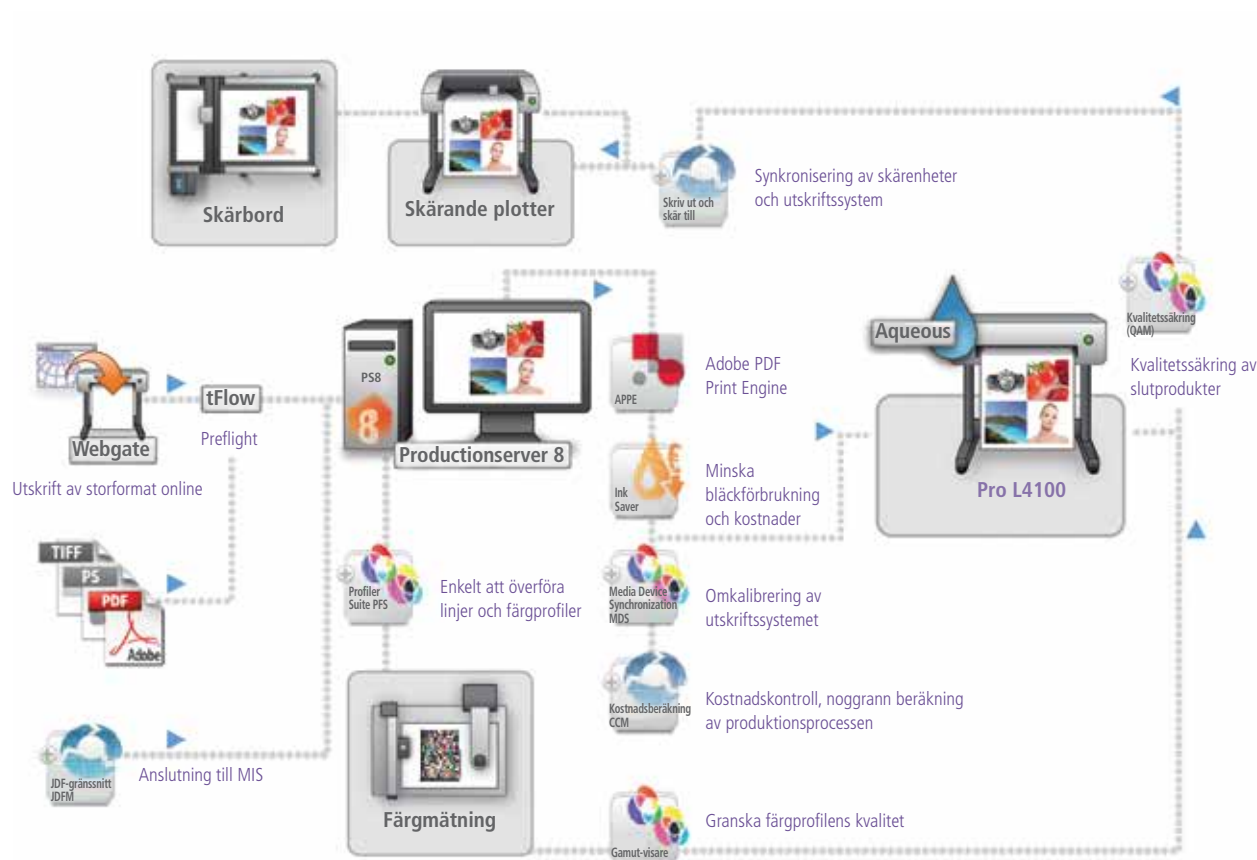 Skärbord
Skärande plotter
Skriv ut och
skär till
Synkronisering av skärenheter
och utskriftssystem
Kvalitetssäkring
(QAM)
Kvalitetssäkring av
slutprodukter
Webgate
Utskrift av storformat online
tFlow
Preflight
PS8
8
Productionserver 8
APPE
Adobe PDF
Print Engine
Ink
Saver
Minska
bläckförbrukning
och kostnader
Aqueous
Pro L4100
TIFF
PS
PDF
Adobe
Profiler
Suite PFS
Enkelt att överföra
linjer och färgprofiler
Media Device
Synchronization
MDS
Omkalibrering av
utskriftssystemet
Kostnadsberäkning
CCM
Kostnadskontroll, noggrann beräkning
av produktionsprocessen
JDF-gränssnitt
JDFM
Anslutning till MIS
Färgmätning
Gamut-visare
Granska färgprofilens kvalitet